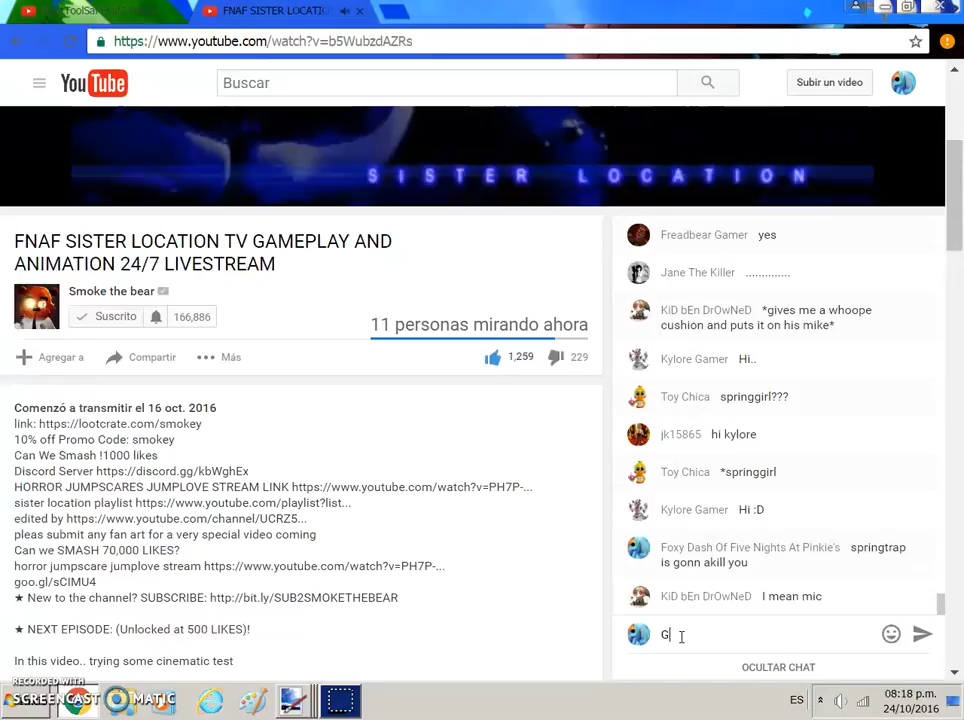 FNAF SISTER LOCATIO
https://www.youtube.com/watch?v=b5WubzdAZRs
YouTube
Buscar
Subir un video
SISTER LOCATION
FNAF SISTER LOCATION TV GAMEPLAY AND
ANIMATION 24/7 LIVESTREAM
Smoke the bear
Suscrito
166,886
11 personas mirando ahora
Agregar a
Compartir
Más
1,259
229
Comenzó a transmitir el 16 oct. 2016
link: https://lootcrate.com/smokey
10% off Promo Code: smokey
Can We Smash !1000 likes
Discord Server https://discord.gg/kbWghEx
HORROR JUMPSCARES JUMPLOVE STREAM LINK https://www.youtube.com/watch?v=PH7P-...
sister location playlist https://www.youtube.com/playlist?list...
edited by https://www.youtube.com/channel/UCRZ5...
pleas submit any fan art for a very special video coming
Can we SMASH 70,000 LIKES?
horror jumpscare jumplove stream https://www.youtube.com/watch?v=PH7P-...
goo.gl/sCIMU4
★ New to the channel? SUBSCRIBE: http://bit.ly/SUB2SMOKETHEBEAR
★ NEXT EPISODE: (Unlocked at 500 LIKES)!
In this video.. trying some cinematic test
Freadbear Gamer yes
Jane The Killer ..............
KiD bEn DrOwNeD *gives me a whoope
cushion and puts it on his mike*
Kylore Gamer Hi..
Toy Chica springgirl???
jk15865 hi kylore
Toy Chica *springgirl
Kylore Gamer Hi :D
Foxy Dash Of Five Nights At Pinkie's springtrap
is gonn akill you
KiD bEn DrOwNeD I mean mic
G
OCULTAR CHAT
RECORDED WITH
SCREENCAST MATIC
ES
08:18 p.m.
24/10/2016